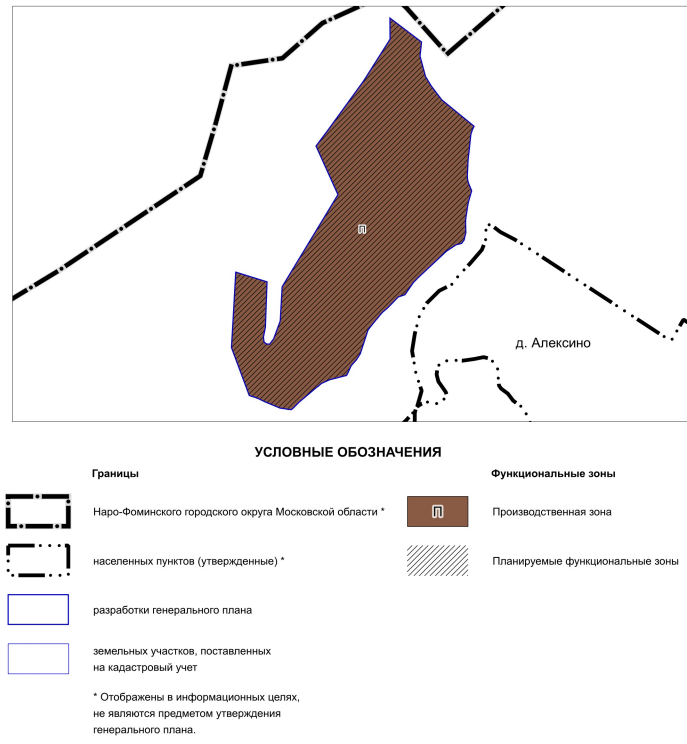 П
д. Алексино
УСЛОВНЫЕ ОБОЗНАЧЕНИЯ
Границы
Наро-Фоминского городского округа Московской области *
населенных пунктов (утвержденные) *
разработки генерального плана
земельных участков, поставленных
на кадастровый учет
* Отображены в информационных целях,
не являются предметом утверждения
генерального плана.
Функциональные зоны
П
Производственная зона
Планируемые функциональные зоны